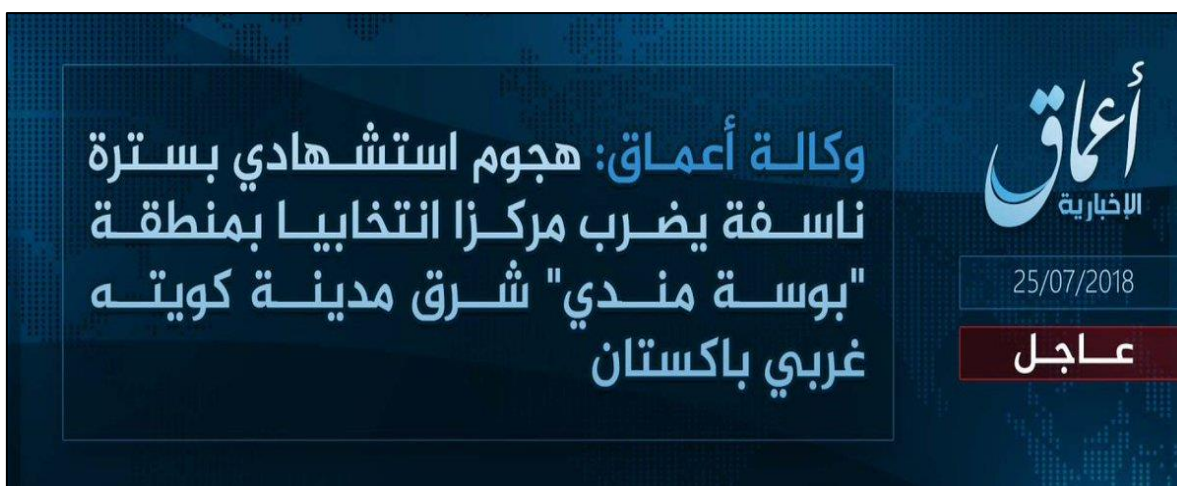 أعماق
الإخبارية
25/07/2018
عاجل
وكالة أعماق: هجوم استشهادي بسترة
ناسفة يضرب مركزا انتخابيا بمنطقة
"بوسة مندي" شرق مدينة كويته
غربي باكستان